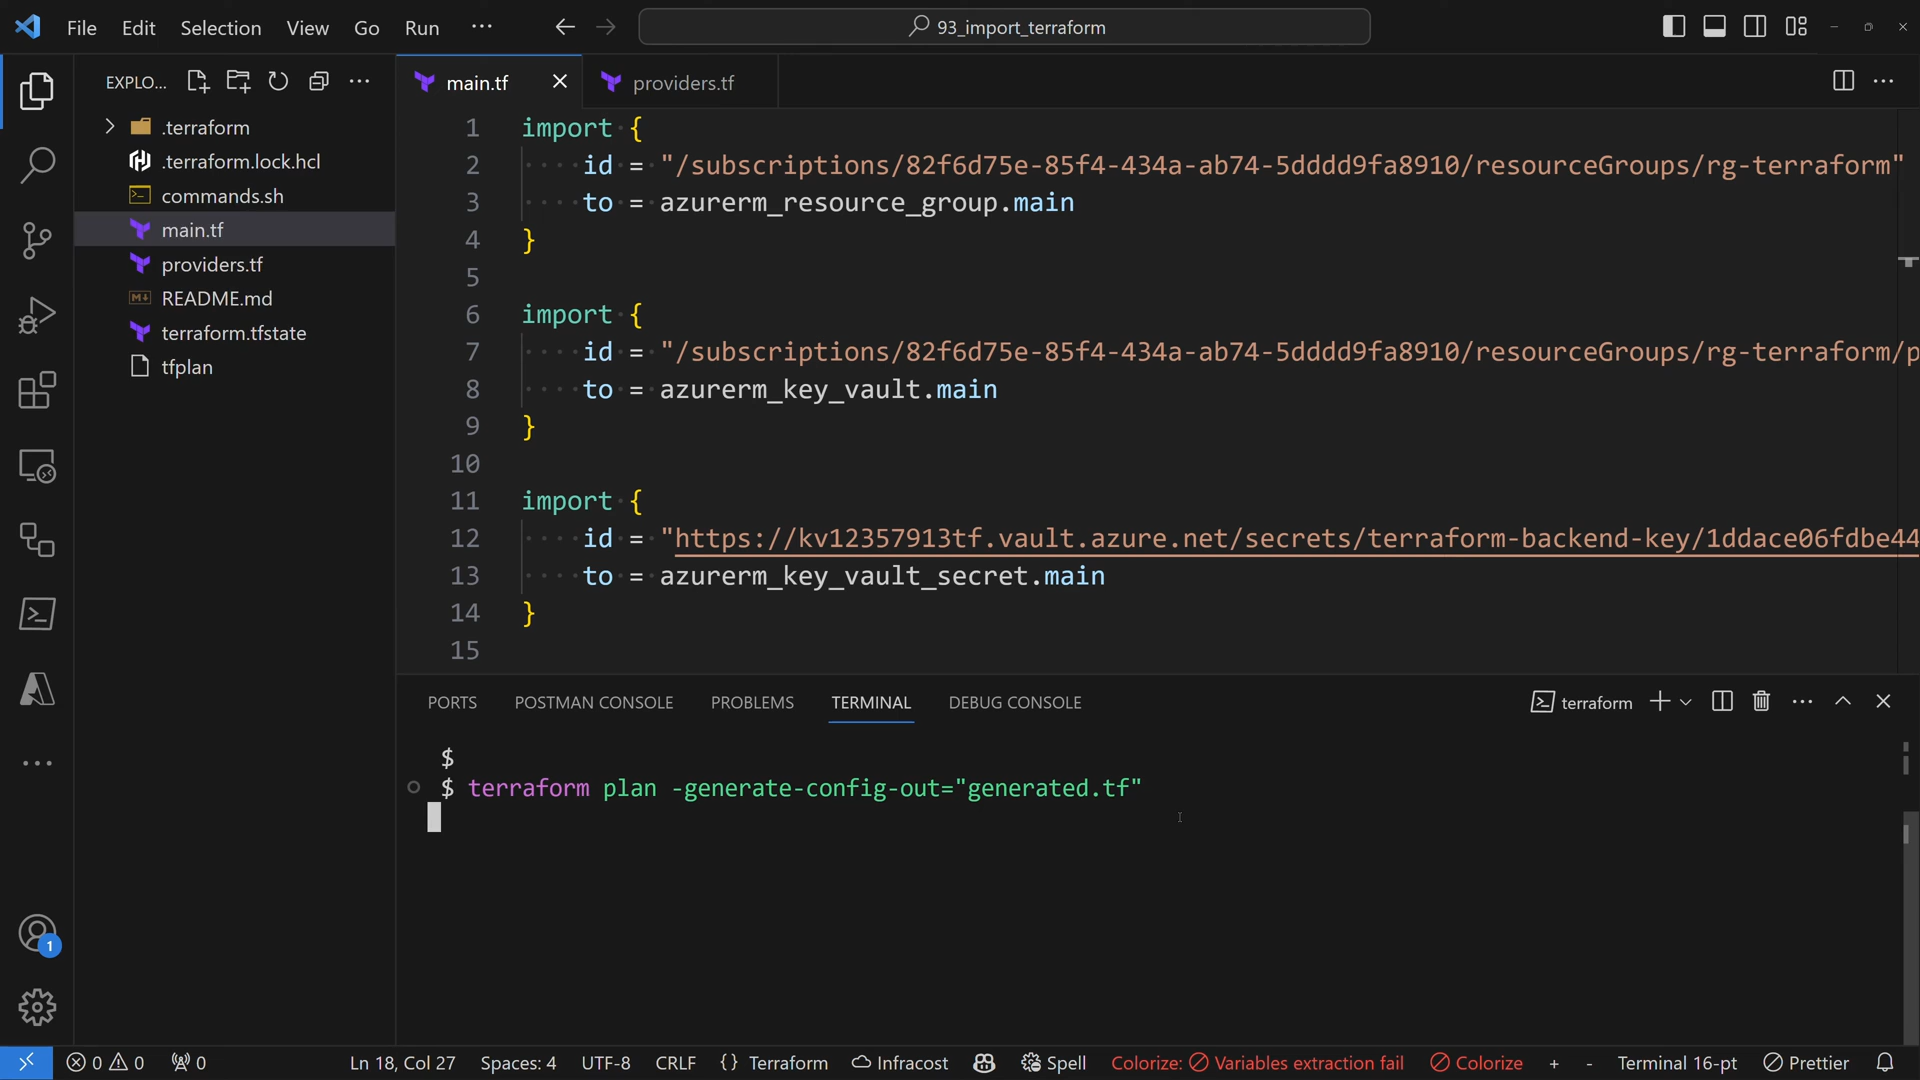 File Edit Selection View Go Run ... 93_import_terraform
EXPLO...
.terraform
.terraform.lock.hcl
commands.sh
main.tf
providers.tf
README.md
terraform.tfstate
tfplan
1
main.tf providers.tf
1 import {
2 id = "/subscriptions/82f6d75e-85f4-434a-ab74-5dddd9fa8910/resourceGroups/rg-terraform"
3 to = azurerm_resource_group.main
4 }
5
6 import {
7 id = "/subscriptions/82f6d75e-85f4-434a-ab74-5dddd9fa8910/resourceGroups/rg-terraform/p
8 to = azurerm_key_vault.main
9 }
10
11 import {
12 id = "https://kv12357913tf.vault.azure.net/secrets/terraform-backend-key/1ddace06fdbe44
13 to = azurerm_key_vault_secret.main
14 }
15
PORTS POSTMAN CONSOLE PROBLEMS TERMINAL DEBUG CONSOLE terraform
$
$ terraform plan -generate-config-out="generated.tf"
0 0 0 Ln 18, Col 27 Spaces: 4 UTF-8 CRLF {} Terraform Infracost Spell Colorize: Variables extraction fail Colorize + - Terminal 16-pt Prettier